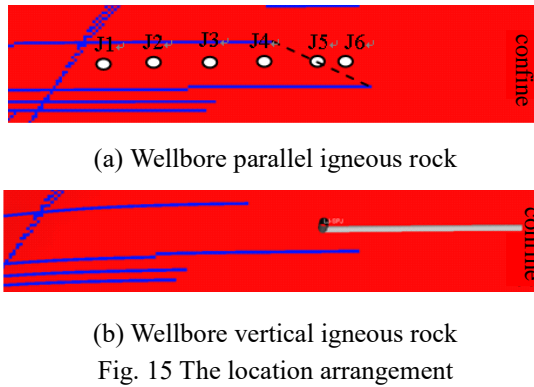 J1 J2 J3 J4 J5 J6
confine
(a) Wellbore parallel igneous rock
confine
(b) Wellbore vertical igneous rock
Fig. 15 The location arrangement